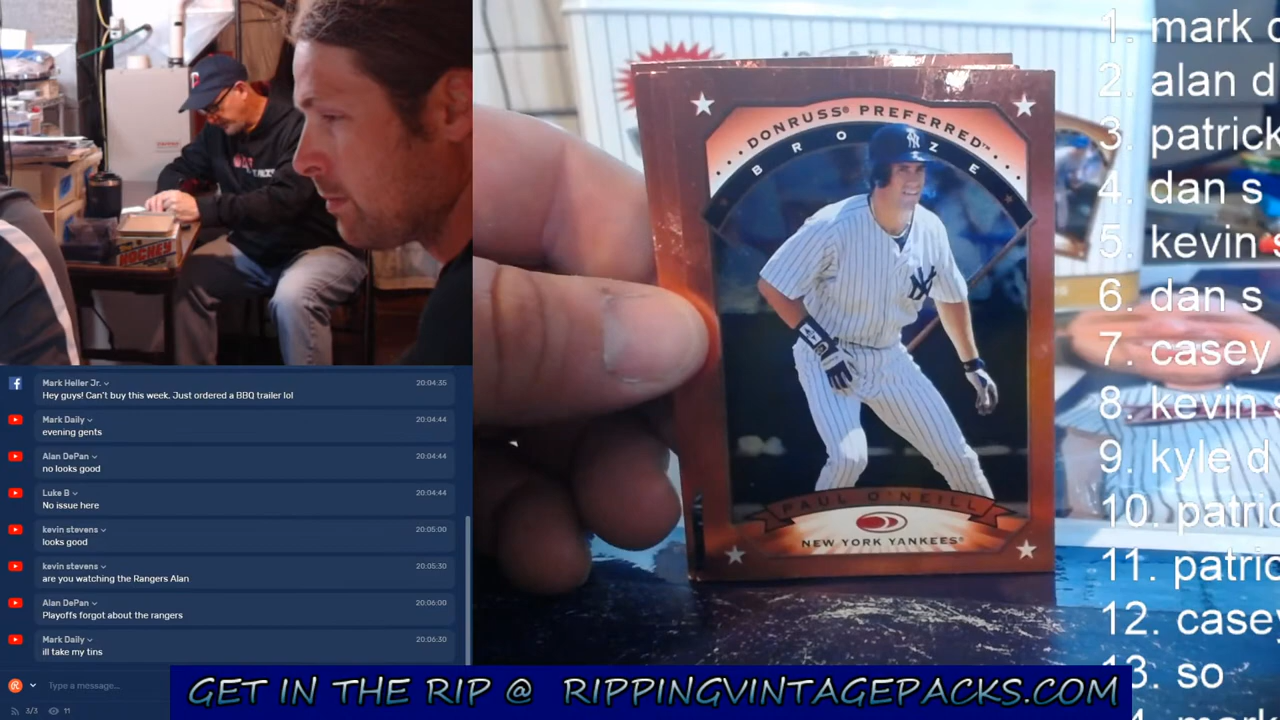 Mark Heller Jr.
20:04:35
Hey guys! Can't buy this week. Just ordered a BBQ trailer lol
Mark Daily
20:04:44
evening gents
Alan DePan
20:04:44
no looks good
Luke B
20:04:44
No issue here
kevin stevens
20:05:00
looks good
kevin stevens
20:05:30
are you watching the Rangers Alan
Alan DePan
20:06:00
Playoffs forgot about the rangers
Mark Daily
20:06:30
ill take my tins
Type a message...
3/3
11
HOCKEY
DONRUSS® PREFERRED™
BRONZE
NY
PAUL O'NEILL
NEW YORK YANKEES®
1. mark
2. alan d
3. patrick
4. dan s
5. kevin
6. dan s
7. casey
8. kevin
9. kyle d
10. patric
11. patric
12. casey
13. so
GET IN THE RIP @ RIPPINGVINTAGEPACKS.COM